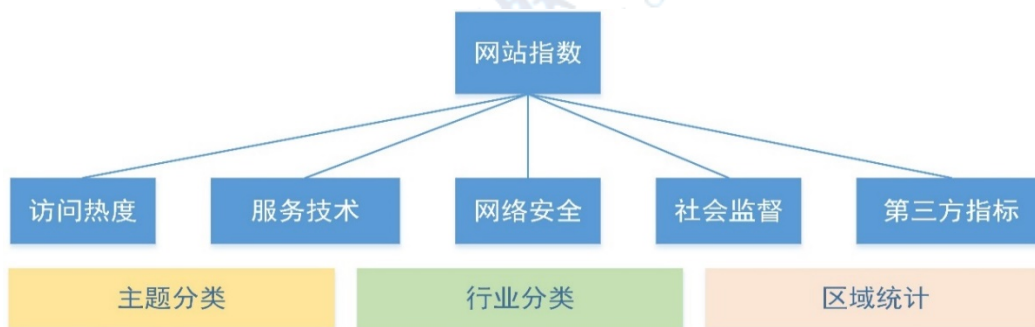 网站指数
访问热度 服务技术 网络安全 社会监督 第三方指标
主题分类 行业分类 区域统计